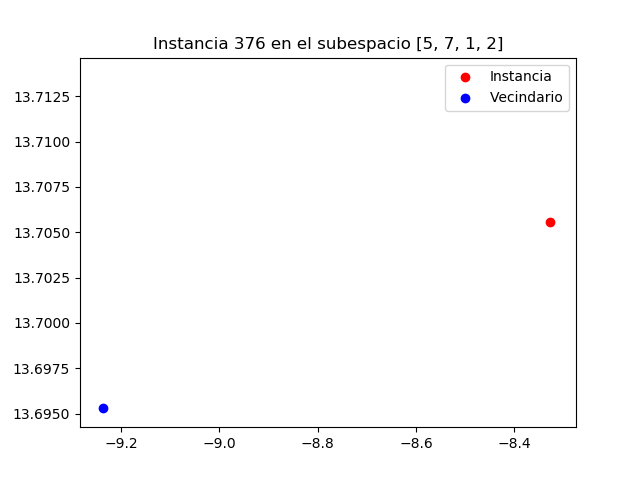 Instancia 376 en el subespacio [5, 7, 1, 2]
Instancia
Vecindario
13.7125
13.7100
13.7075
13.7050
13.7025
13.7000
13.6975
13.6950
−9.2 −9.0 −8.8 −8.6 −8.4